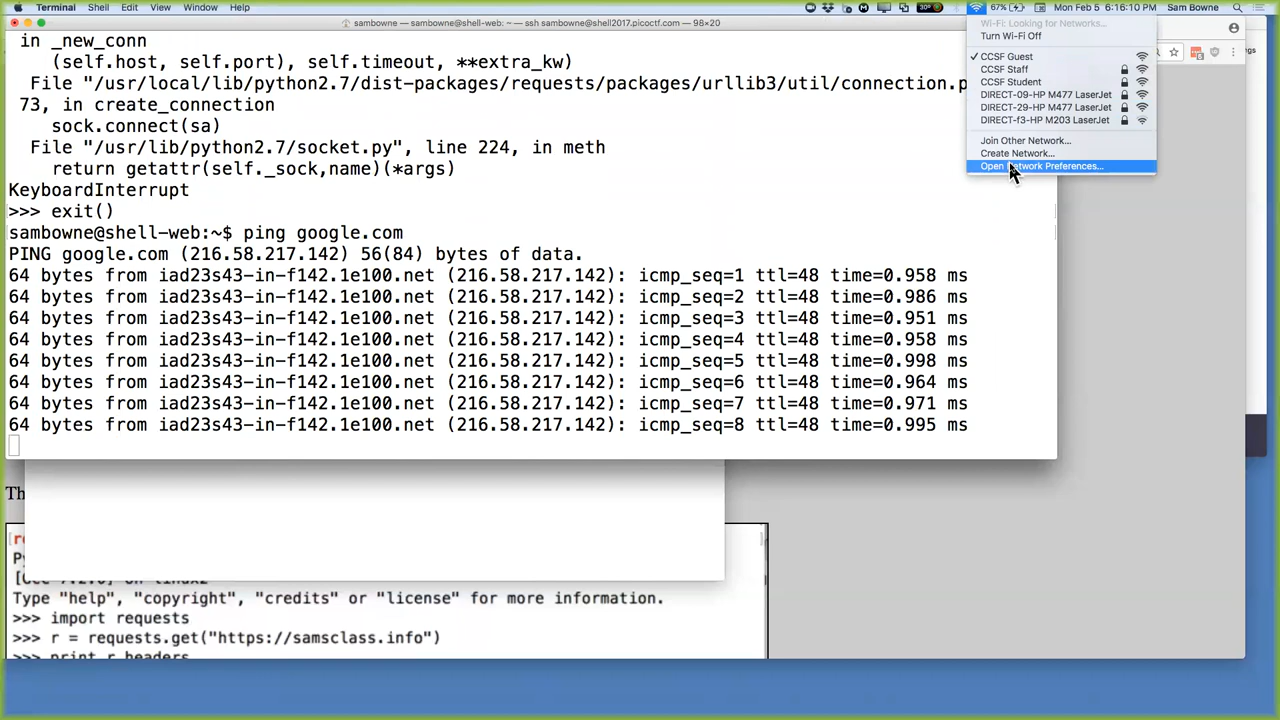 Terminal Shell Edit View Window Help
67% Mon Feb 5 6:16:10 PM Sam Bowne
sambowne — sambowne@shell-web: ~ — ssh sambowne@shell2017.picoctf.com — 98×20
Wi-Fi: Looking for Networks...
Turn Wi-Fi Off
CCSF Guest
CCSF Staff
CCSF Student
DIRECT-09-HP M477 LaserJet
DIRECT-29-HP M477 LaserJet
DIRECT-f3-HP M203 LaserJet
Join Other Network...
Create Network...
Open Network Preferences...
in _new_conn
(self.host, self.port), self.timeout, **extra_kw)
File "/usr/local/lib/python2.7/dist-packages/requests/packages/urllib3/util/connection.p
73, in create_connection
sock.connect(sa)
File "/usr/lib/python2.7/socket.py", line 224, in meth
return getattr(self._sock,name)(*args)
KeyboardInterrupt
>>> exit()
sambowne@shell-web:~$ ping google.com
PING google.com (216.58.217.142) 56(84) bytes of data.
64 bytes from iad23s43-in-f142.1e100.net (216.58.217.142): icmp_seq=1 ttl=48 time=0.958 ms
64 bytes from iad23s43-in-f142.1e100.net (216.58.217.142): icmp_seq=2 ttl=48 time=0.986 ms
64 bytes from iad23s43-in-f142.1e100.net (216.58.217.142): icmp_seq=3 ttl=48 time=0.951 ms
64 bytes from iad23s43-in-f142.1e100.net (216.58.217.142): icmp_seq=4 ttl=48 time=0.958 ms
64 bytes from iad23s43-in-f142.1e100.net (216.58.217.142): icmp_seq=5 ttl=48 time=0.998 ms
64 bytes from iad23s43-in-f142.1e100.net (216.58.217.142): icmp_seq=6 ttl=48 time=0.964 ms
64 bytes from iad23s43-in-f142.1e100.net (216.58.217.142): icmp_seq=7 ttl=48 time=0.971 ms
64 bytes from iad23s43-in-f142.1e100.net (216.58.217.142): icmp_seq=8 ttl=48 time=0.995 ms
Th
Type "help", "copyright", "credits" or "license" for more information.
>>> import requests
>>> r = requests.get("https://samsclass.info")
>>> print r.headers